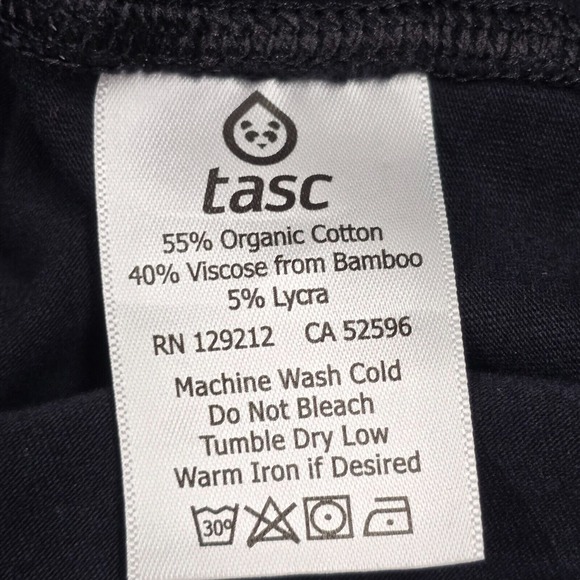 tasc
55% Organic Cotton
40% Viscose from Bamboo
5% Lycra
RN 129212 CA 52596
Machine Wash Cold
Do Not Bleach
Tumble Dry Low
Warm Iron if Desired
30°